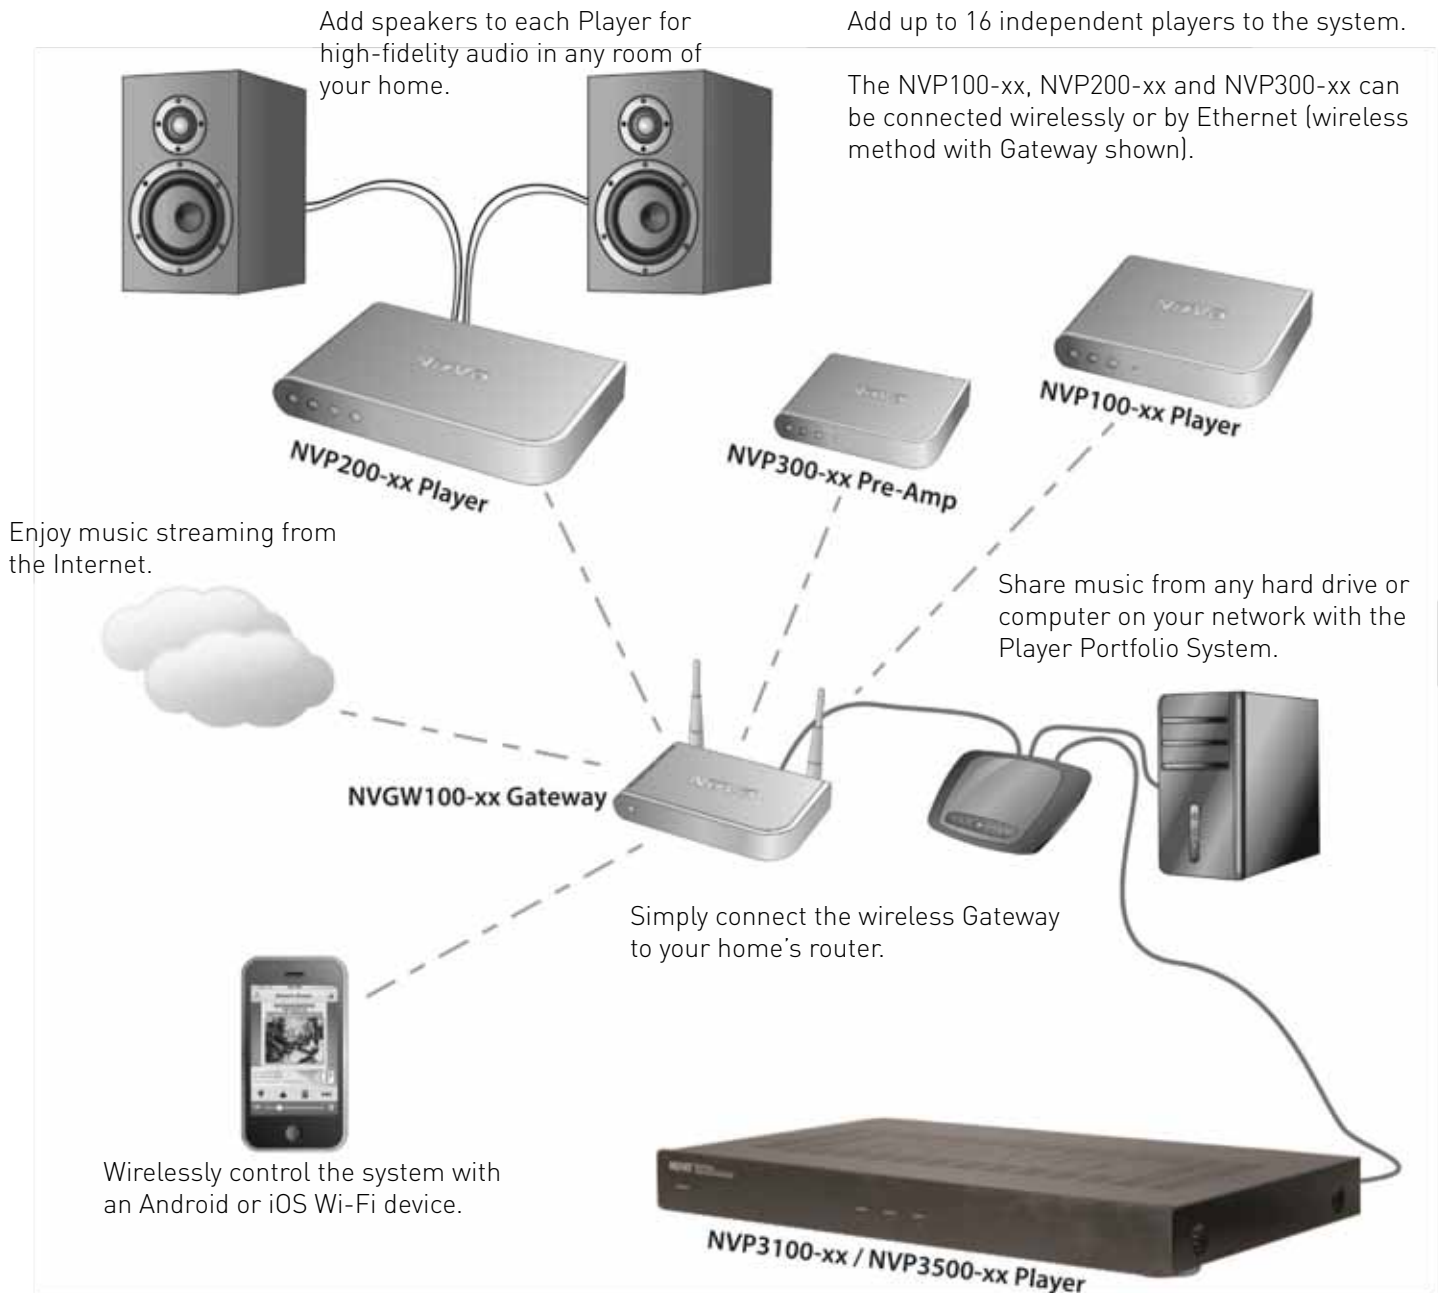 Add speakers to each Player for
high-fidelity audio in any room of
your home.
Add up to 16 independent players to the system.
The NVP100-xx, NVP200-xx and NVP300-xx can
be connected wirelessly or by Ethernet (wireless
method with Gateway shown).
NUVO
NVP200-xx Player
NUVO
NVP300-xx Pre-Amp
NUVO
NVP100-xx Player
Enjoy music streaming from
the Internet.
Share music from any hard drive or
computer on your network with the
Player Portfolio System.
NUVO
NVGW100-xx Gateway
Simply connect the wireless Gateway
to your home's router.
Wirelessly control the system with
an Android or iOS Wi-Fi device.
NUVO
NVP3100-xx / NVP3500-xx Player